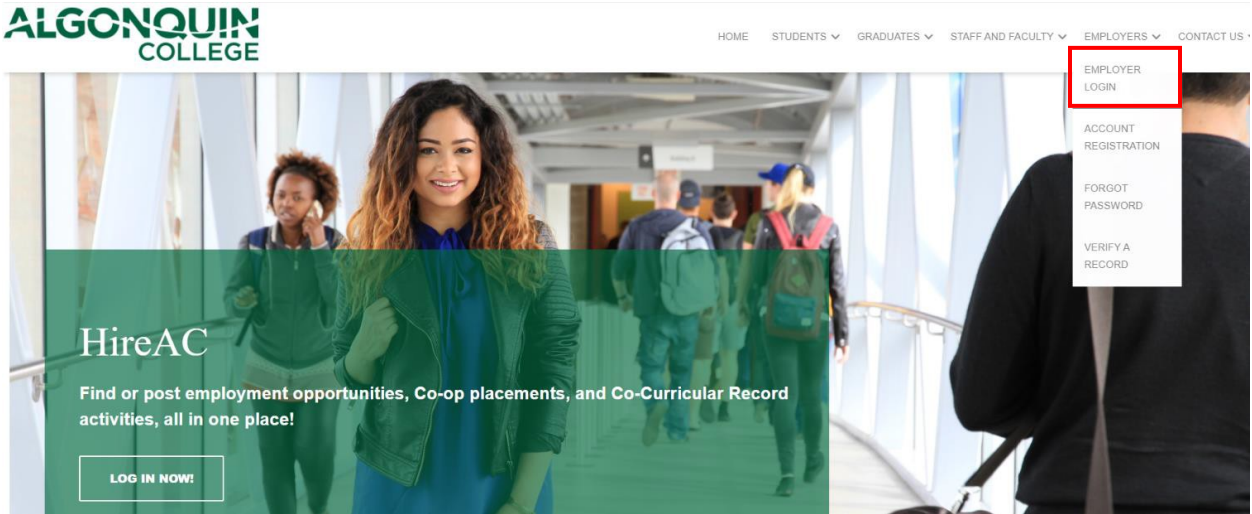 ALGONQUIN
COLLEGE
HOME STUDENTS GRADUATES STAFF AND FACULTY EMPLOYERS CONTACT US
EMPLOYER
LOGIN
ACCOUNT
REGISTRATION
FORGOT
PASSWORD
VERIFY A
RECORD
HireAC
Find or post employment opportunities, Co-op placements, and Co-Curricular Record
activities, all in one place!
LOG IN NOW!